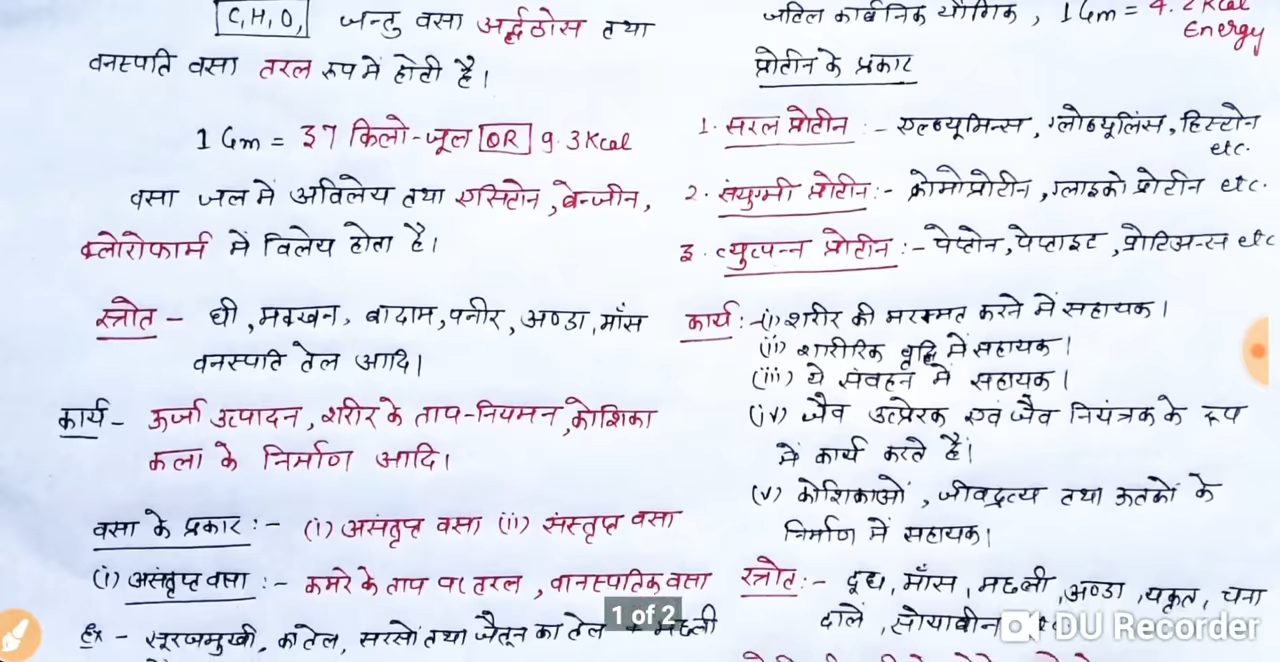 C,H,O, जन्तु वसा अर्द्धठोस तथा
वनस्पति वसा तरल रूप में होती है।
1 Gm = 37 किलो-जूल OR 9.3 Kcal
वसा जल में अविलेय तथा एसिटोन, बेन्जीन,
क्लोरोफार्म में विलेय होता है।
स्त्रोत – घी, मक्खन, बादाम, पनीर, अण्डा, माँस
वनस्पति तेल आदि।
कार्य - ऊर्जा उत्पादन, शरीर के ताप-नियमन, कोशिका
कला के निर्माण आदि।
वसा के प्रकार :- (i) असंतृप्त वसा (ii) संस्तृप्त वसा
(i) असंतृप्त वसा :- कमरे के ताप पर तरल, वानस्पतिक वसा
Ex - सूरजमुखी, का तेल, सरसों तथा जैतून का तेल मछली
जटिल कार्बनिक यौगिक, 1 Gm = 4.2 Kcal
Energy
प्रोटीन के प्रकार
1. सरल प्रोटीन :- एल्ब्यूमिन्स, ग्लोब्यूलिंस, हिस्टोन
etc.
2. संयुग्मी प्रोटीन :- क्रोमोप्रोटीन, ग्लाइको प्रोटीन etc.
3. व्युत्पन्न प्रोटीन :- पेप्टोन, पेप्टाइट, प्रोटिअन्स etc
कार्य :- (i) शरीर की मरम्मत करने में सहायक।
(ii) शारीरिक वृद्धि में सहायक।
(iii) ये संवहन में सहायक।
(iv) जैव उत्प्रेरक एवं जैव नियंत्रक के रूप
में कार्य करते हैं।
(v) कोशिकाओं, जीवद्रव्य तथा ऊतकों के
निर्माण में सहायक।
स्त्रोत :- दूध, माँस, मछली, अण्डा, यकृत, चना
दालें, सोयाबीन
1 of 2
DU Recorder